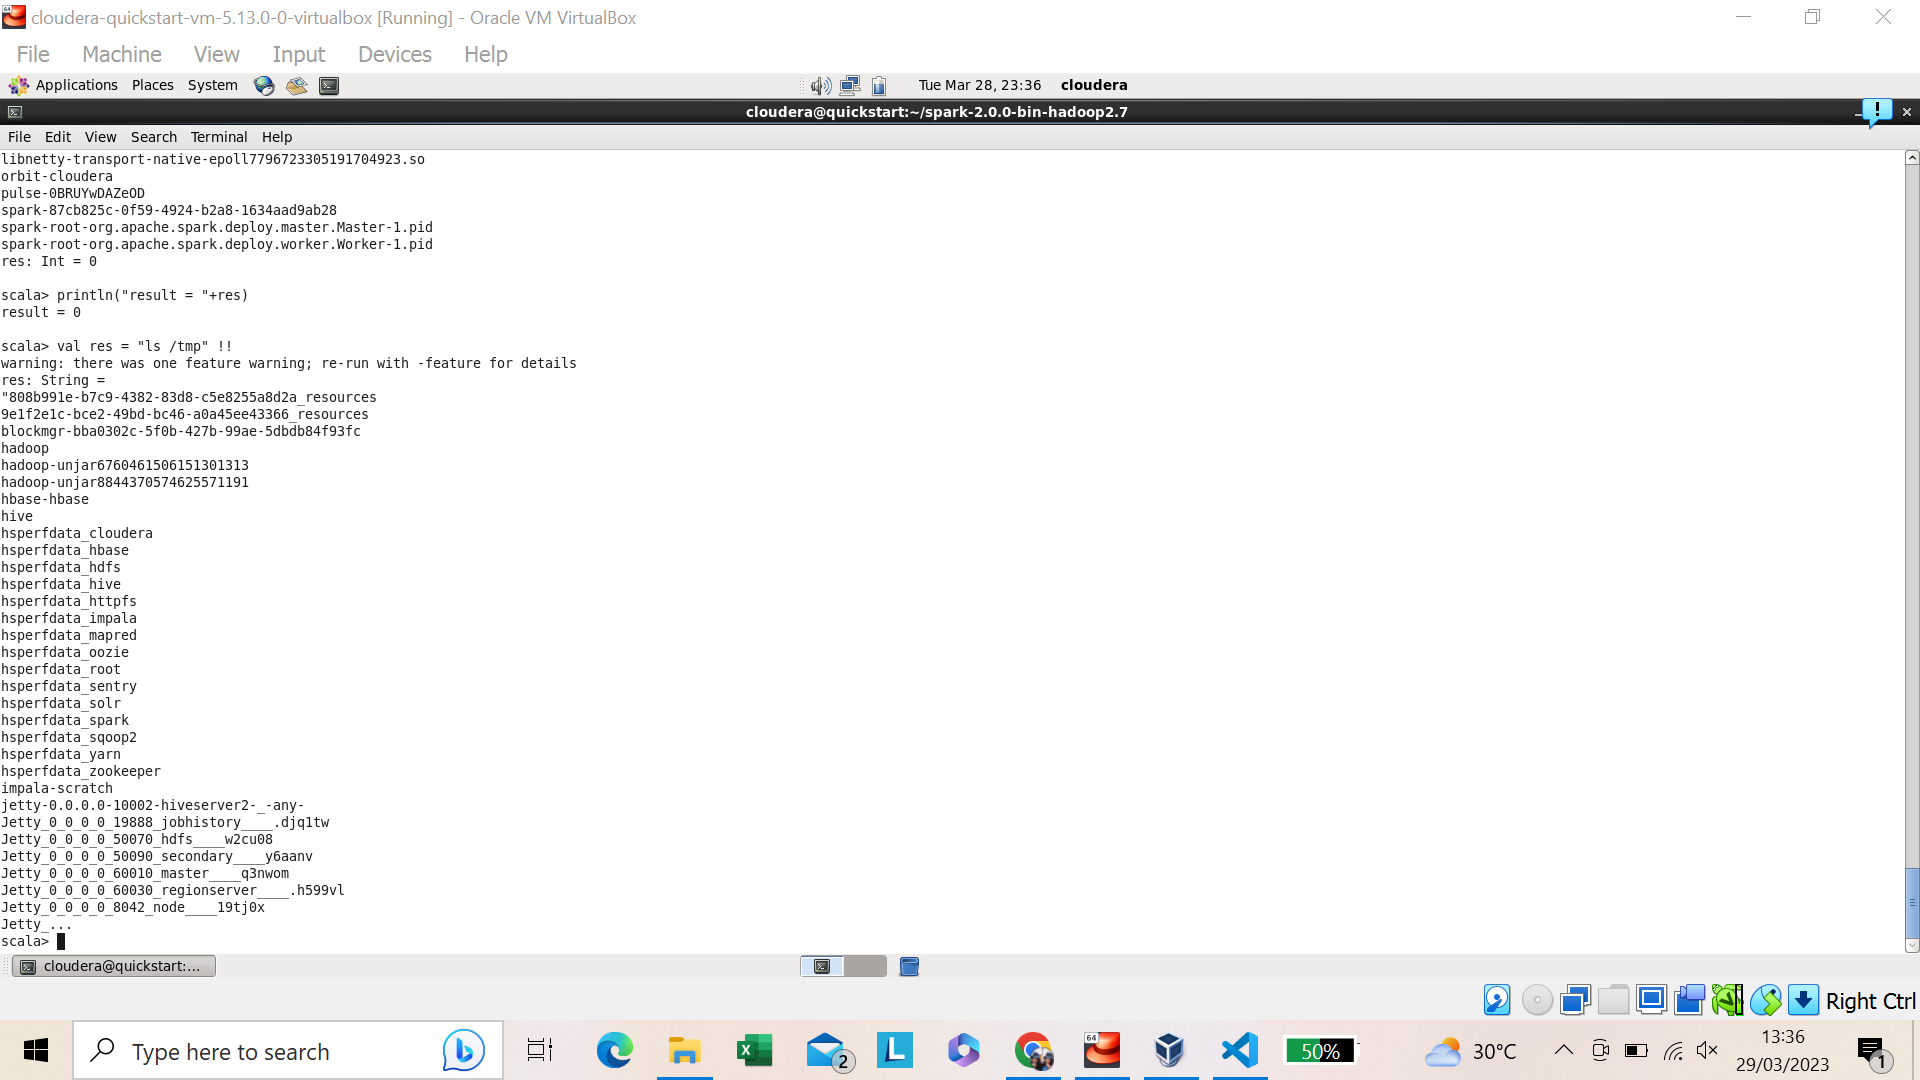 cloudera-quickstart-vm-5.13.0-0-virtualbox [Running] - Oracle VM VirtualBox
File Machine View Input Devices Help
Applications Places System Tue Mar 28, 23:36 cloudera
cloudera@quickstart:~/spark-2.0.0-bin-hadoop2.7
File Edit View Search Terminal Help
libnetty-transport-native-epoll7796723305191704923.so
orbit-cloudera
pulse-0BRUYwDAZeOD
spark-87cb825c-0f59-4924-b2a8-1634aad9ab28
spark-root-org.apache.spark.deploy.master.Master-1.pid
spark-root-org.apache.spark.deploy.worker.Worker-1.pid
res: Int = 0
scala> println("result = "+res)
result = 0
scala> val res = "ls /tmp" !!
warning: there was one feature warning; re-run with -feature for details
res: String =
"808b991e-b7c9-4382-83d8-c5e8255a8d2a_resources
9e1f2e1c-bce2-49bd-bc46-a0a45ee43366_resources
blockmgr-bba0302c-5f0b-427b-99ae-5dbdb84f93fc
hadoop
hadoop-unjar6760461506151301313
hadoop-unjar8844370574625571191
hbase-hbase
hive
hsperfdata_cloudera
hsperfdata_hbase
hsperfdata_hdfs
hsperfdata_hive
hsperfdata_httpfs
hsperfdata_impala
hsperfdata_mapred
hsperfdata_oozie
hsperfdata_root
hsperfdata_sentry
hsperfdata_solr
hsperfdata_spark
hsperfdata_sqoop2
hsperfdata_yarn
hsperfdata_zookeeper
impala-scratch
jetty-0.0.0.0-10002-hiveserver2-_-any-
Jetty_0_0_0_0_19888_jobhistory____.djq1tw
Jetty_0_0_0_0_50070_hdfs____w2cu08
Jetty_0_0_0_0_50090_secondary____y6aanv
Jetty_0_0_0_0_60010_master____q3nwom
Jetty_0_0_0_0_60030_regionserver____.h599vl
Jetty_0_0_0_0_8042_node____19tj0x
Jetty_...
scala>
cloudera@quickstart:...
Right Ctrl
Type here to search 2 L 64 50% 30°C 13:36
29/03/2023 1